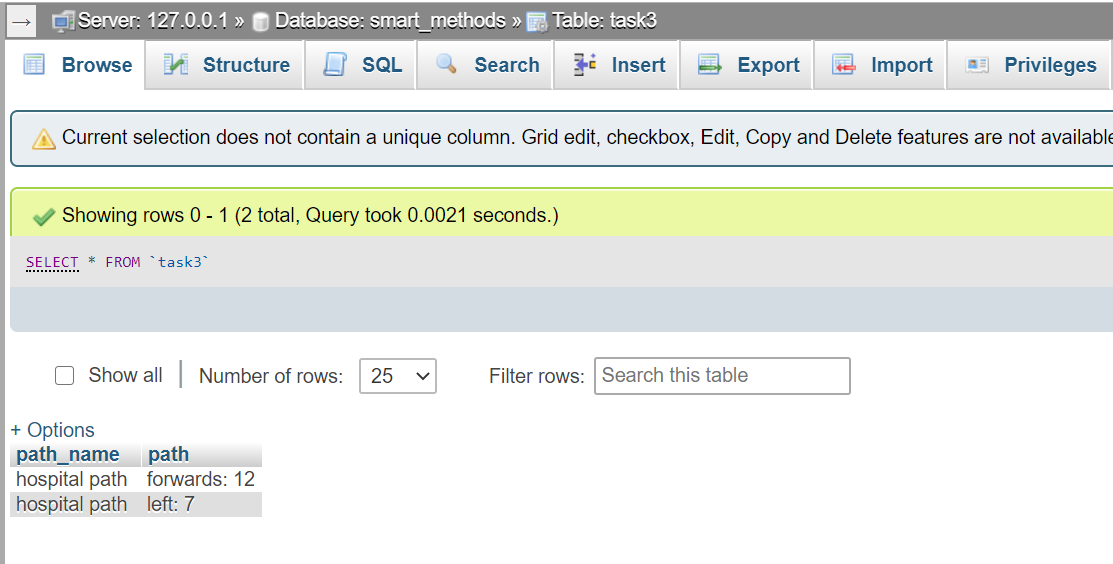 → Server: 127.0.0.1 » Database: smart_methods » Table: task3
Browse Structure SQL Search Insert Export Import Privileges
Current selection does not contain a unique column. Grid edit, checkbox, Edit, Copy and Delete features are not available
Showing rows 0 - 1 (2 total, Query took 0.0021 seconds.)
SELECT * FROM `task3`
Show all Number of rows: 25 Filter rows: Search this table
+ Options
path_name path
hospital path forwards: 12
hospital path left: 7